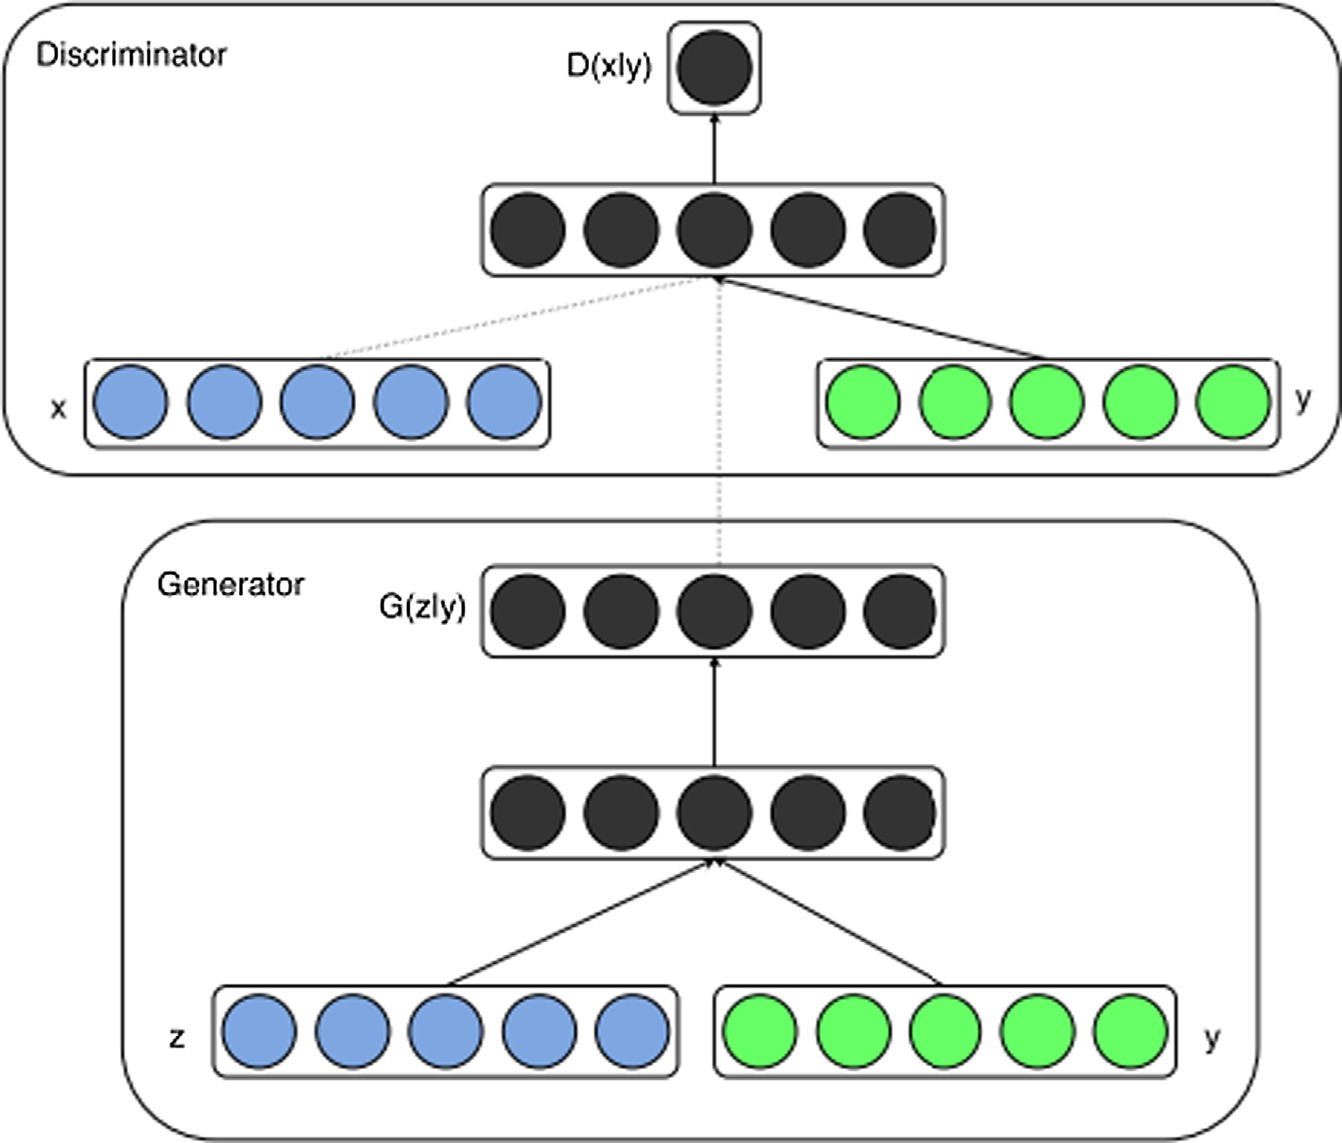 Discriminator
D(x|y)
x
y
Generator
G(z|y)
z
y